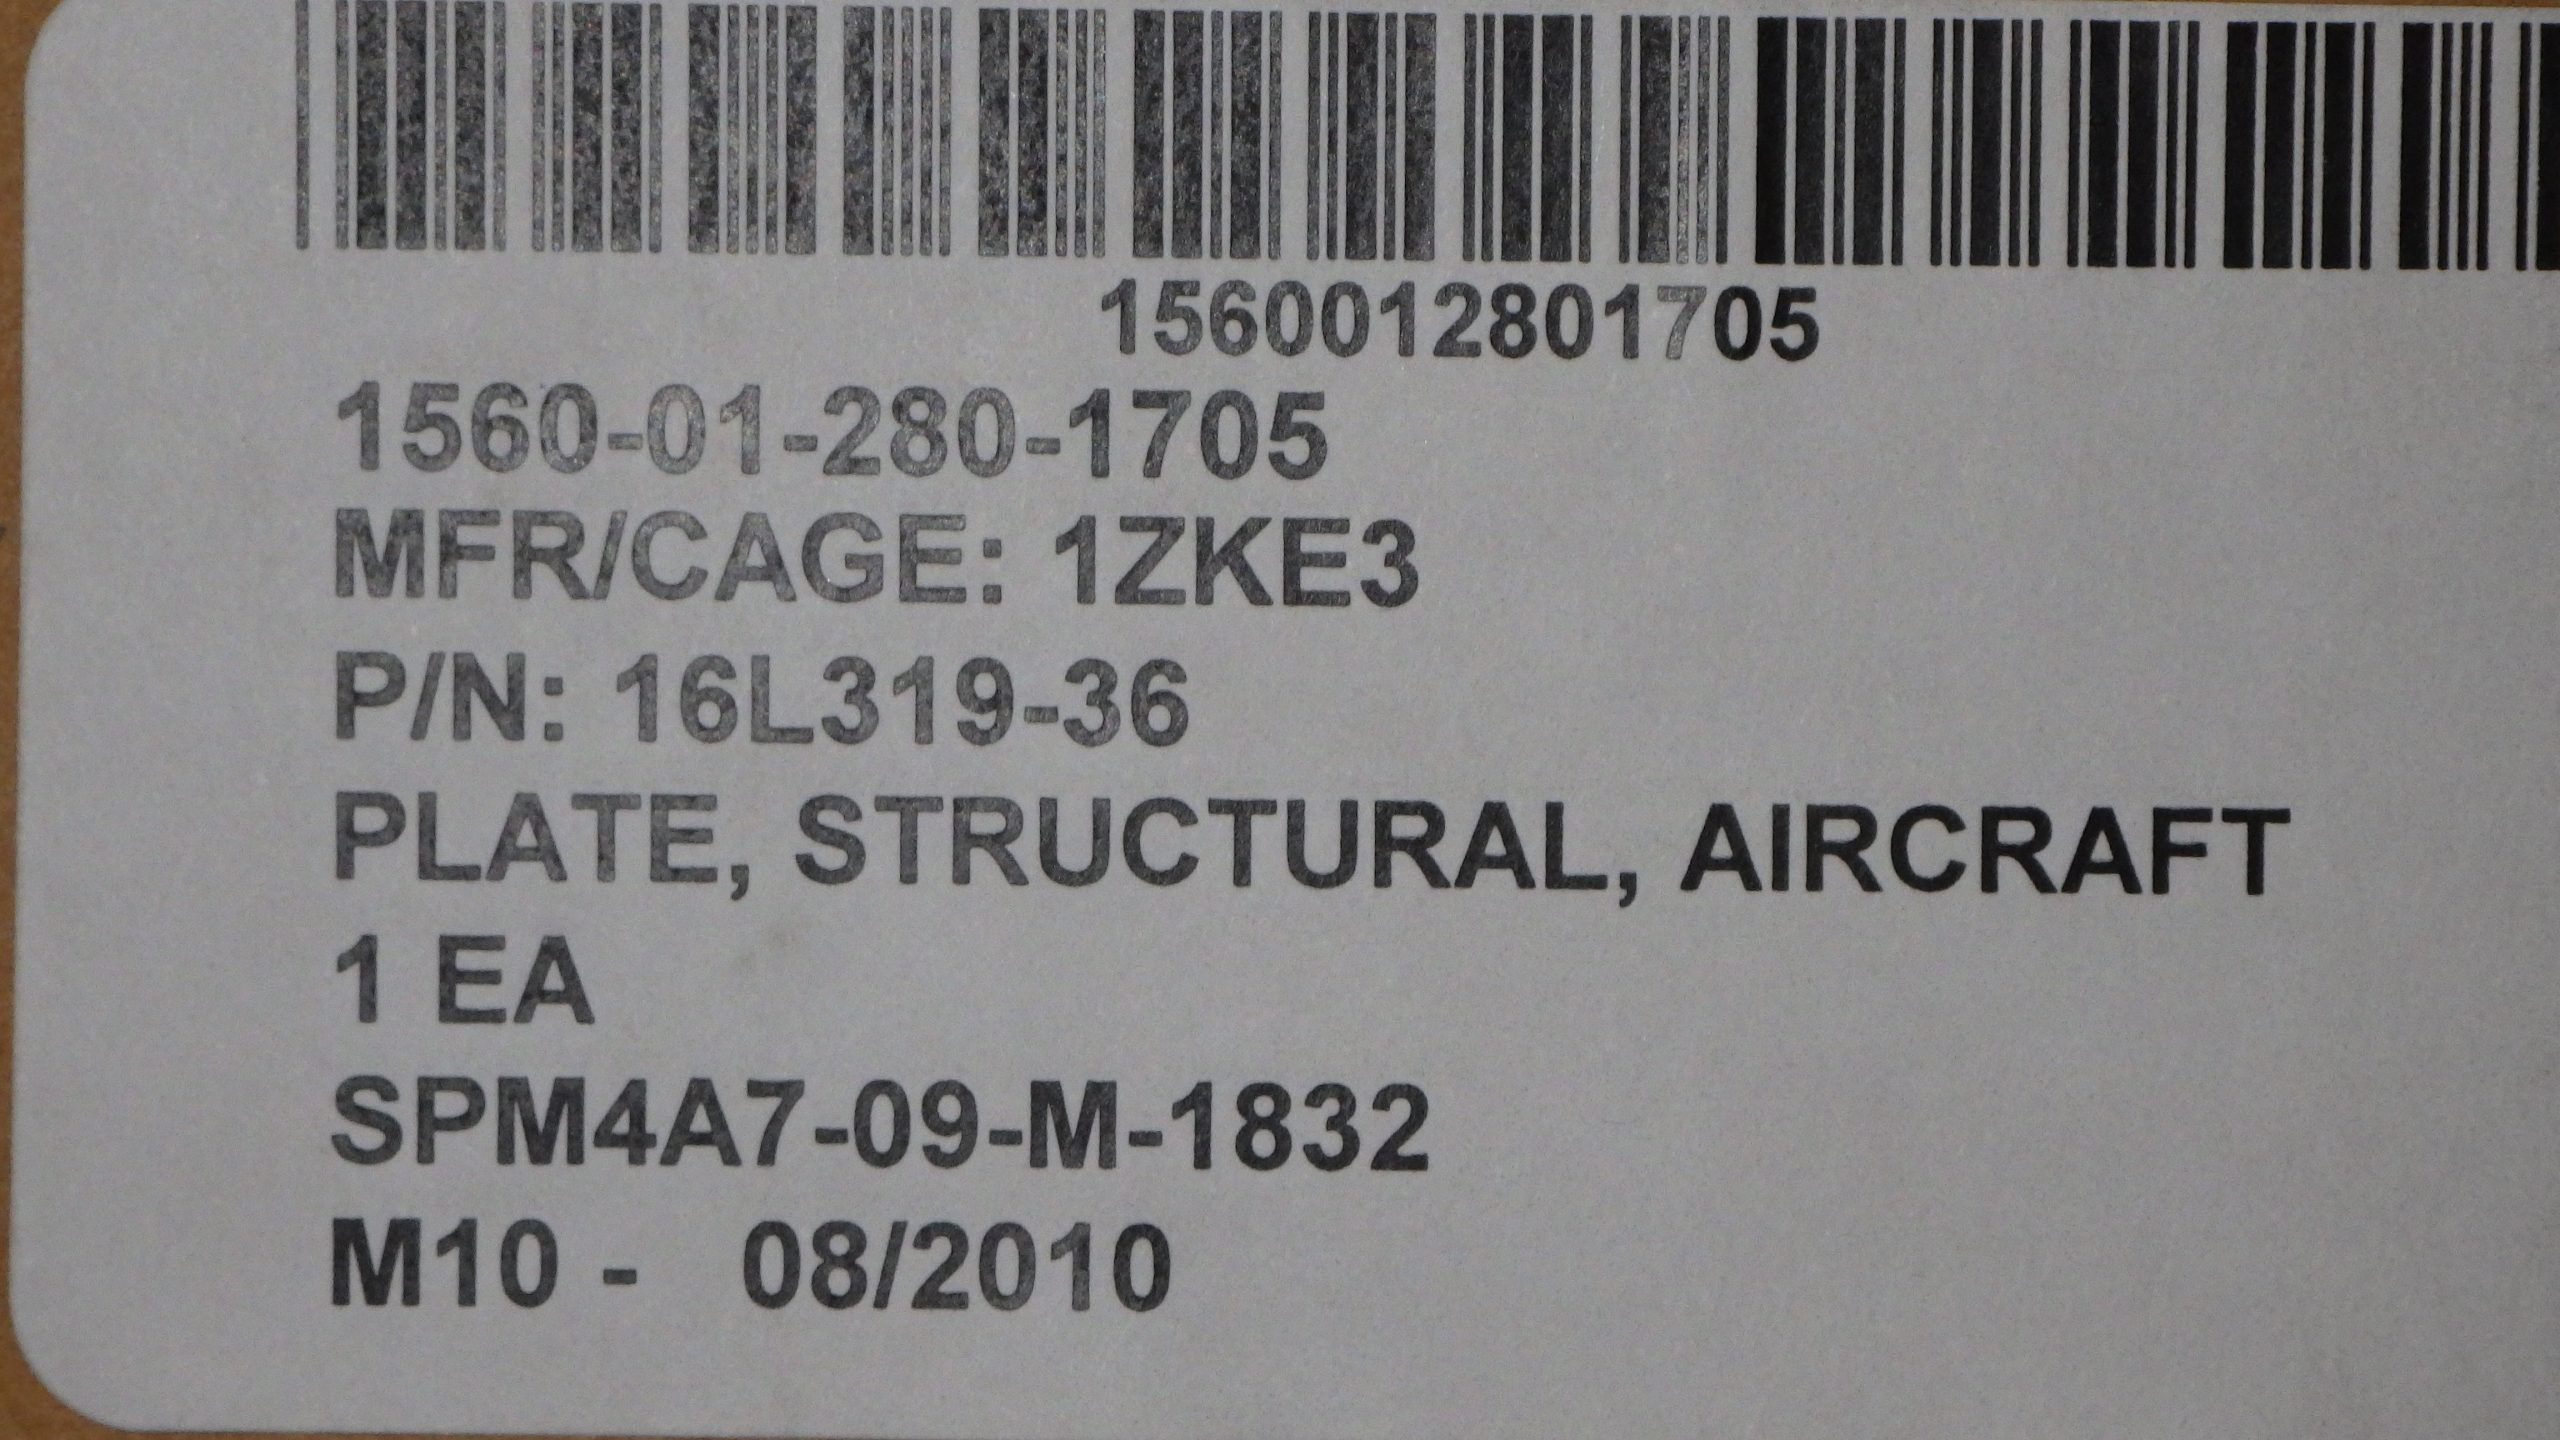 1560012801705
1560-01-280-1705
MFR/CAGE: 1ZKE3
P/N: 16L319-36
PLATE, STRUCTURAL, AIRCRAFT
1 EA
SPM4A7-09-M-1832
M10 -   08/2010